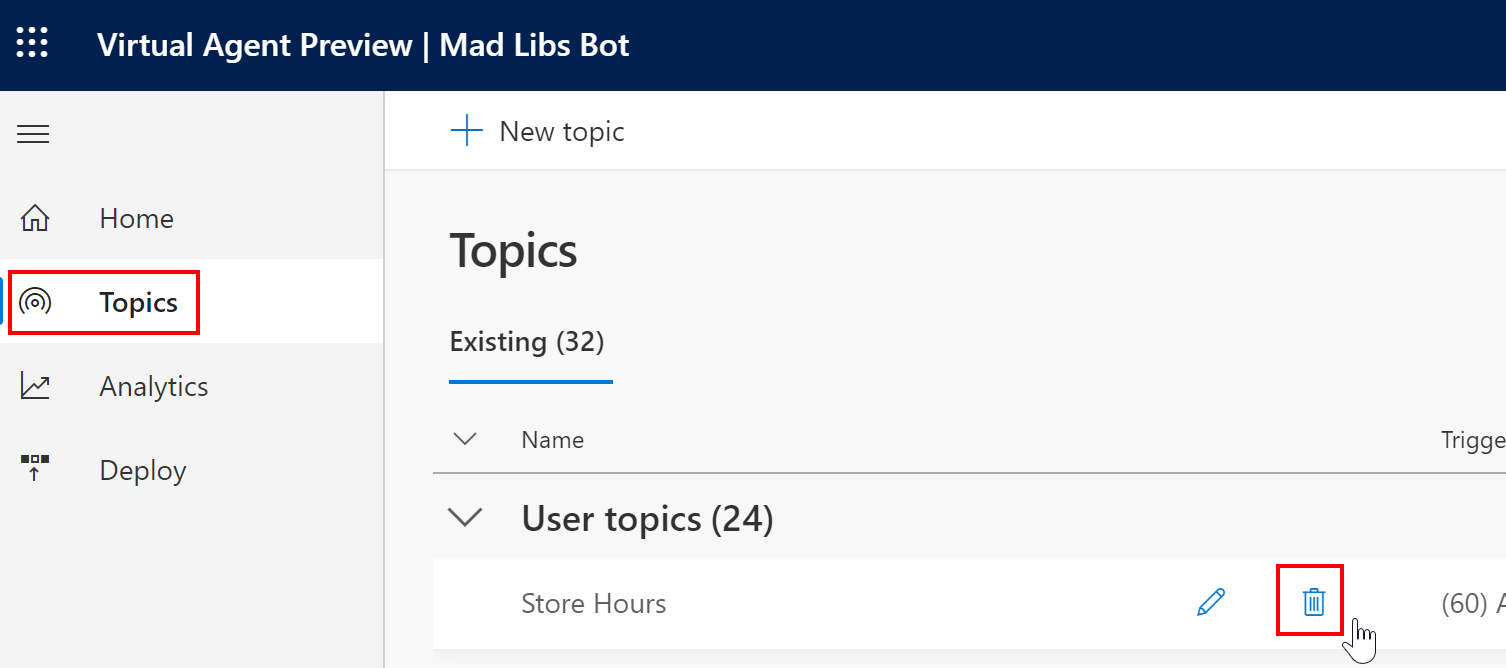 Virtual Agent Preview | Mad Libs Bot
New topic
Home
Topics
Analytics
Deploy
Topics
Existing (32)
Name
Trigge
User topics (24)
Store Hours
(60) A